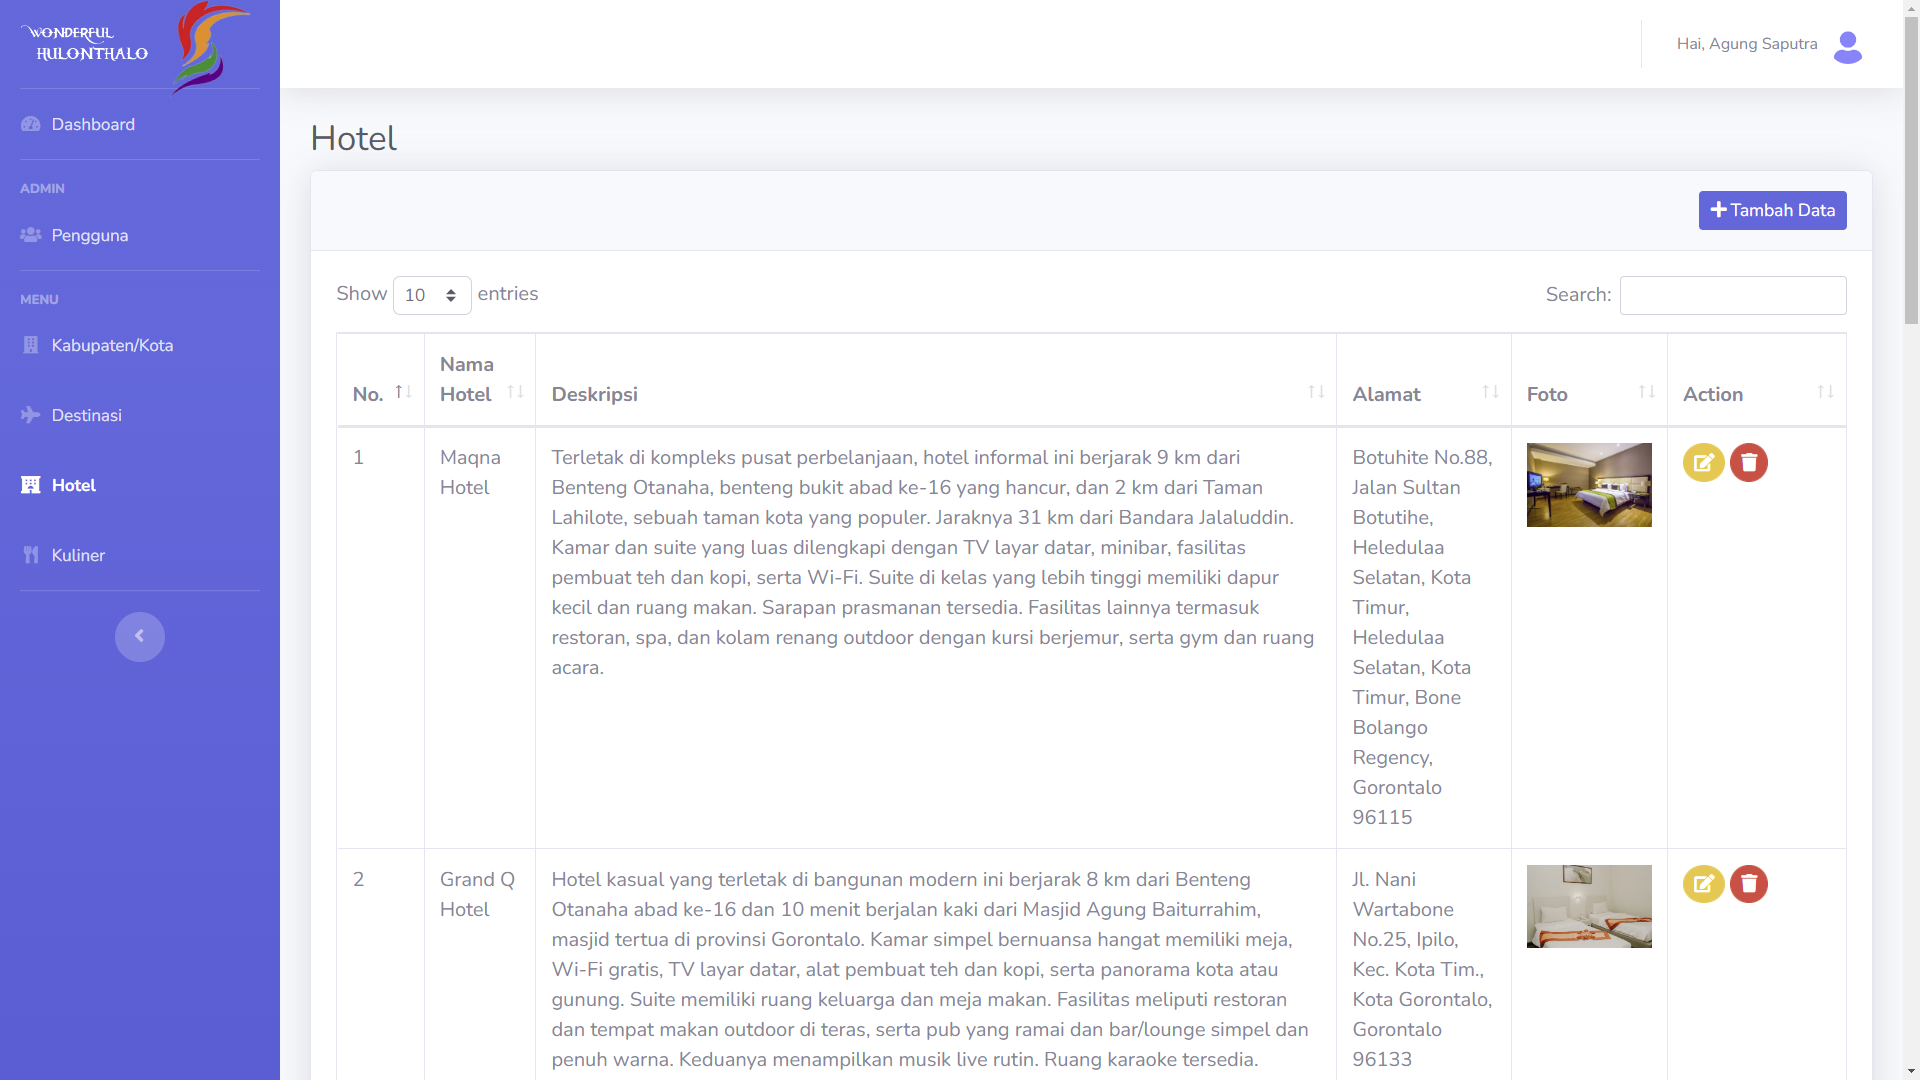 WONDERFUL
HULONTHALO
Hai, Agung Saputra
Dashboard
ADMIN
Pengguna
MENU
Kabupaten/Kota
Destinasi
Hotel
Kuliner
Hotel
Tambah Data
Show 10 entries
Search:
No.
Nama
Hotel
Deskripsi
Alamat
Foto
Action
1
Maqna
Hotel
Terletak di kompleks pusat perbelanjaan, hotel informal ini berjarak 9 km dari
Benteng Otanaha, benteng bukit abad ke-16 yang hancur, dan 2 km dari Taman
Lahilote, sebuah taman kota yang populer. Jaraknya 31 km dari Bandara Jalaluddin.
Kamar dan suite yang luas dilengkapi dengan TV layar datar, minibar, fasilitas
pembuat teh dan kopi, serta Wi-Fi. Suite di kelas yang lebih tinggi memiliki dapur
kecil dan ruang makan. Sarapan prasmanan tersedia. Fasilitas lainnya termasuk
restoran, spa, dan kolam renang outdoor dengan kursi berjemur, serta gym dan ruang
acara.
Botuhite No.88,
Jalan Sultan
Botutihe,
Heledulaa
Selatan, Kota
Timur,
Heledulaa
Selatan, Kota
Timur, Bone
Bolango
Regency,
Gorontalo
96115
2
Grand Q
Hotel
Hotel kasual yang terletak di bangunan modern ini berjarak 8 km dari Benteng
Otanaha abad ke-16 dan 10 menit berjalan kaki dari Masjid Agung Baiturrahim,
masjid tertua di provinsi Gorontalo. Kamar simpel bernuansa hangat memiliki meja,
Wi-Fi gratis, TV layar datar, alat pembuat teh dan kopi, serta panorama kota atau
gunung. Suite memiliki ruang keluarga dan meja makan. Fasilitas meliputi restoran
dan tempat makan outdoor di teras, serta pub yang ramai dan bar/lounge simpel dan
penuh warna. Keduanya menampilkan musik live rutin. Ruang karaoke tersedia.
Jl. Nani
Wartabone
No.25, Ipilo,
Kec. Kota Tim.,
Kota Gorontalo,
Gorontalo
96133